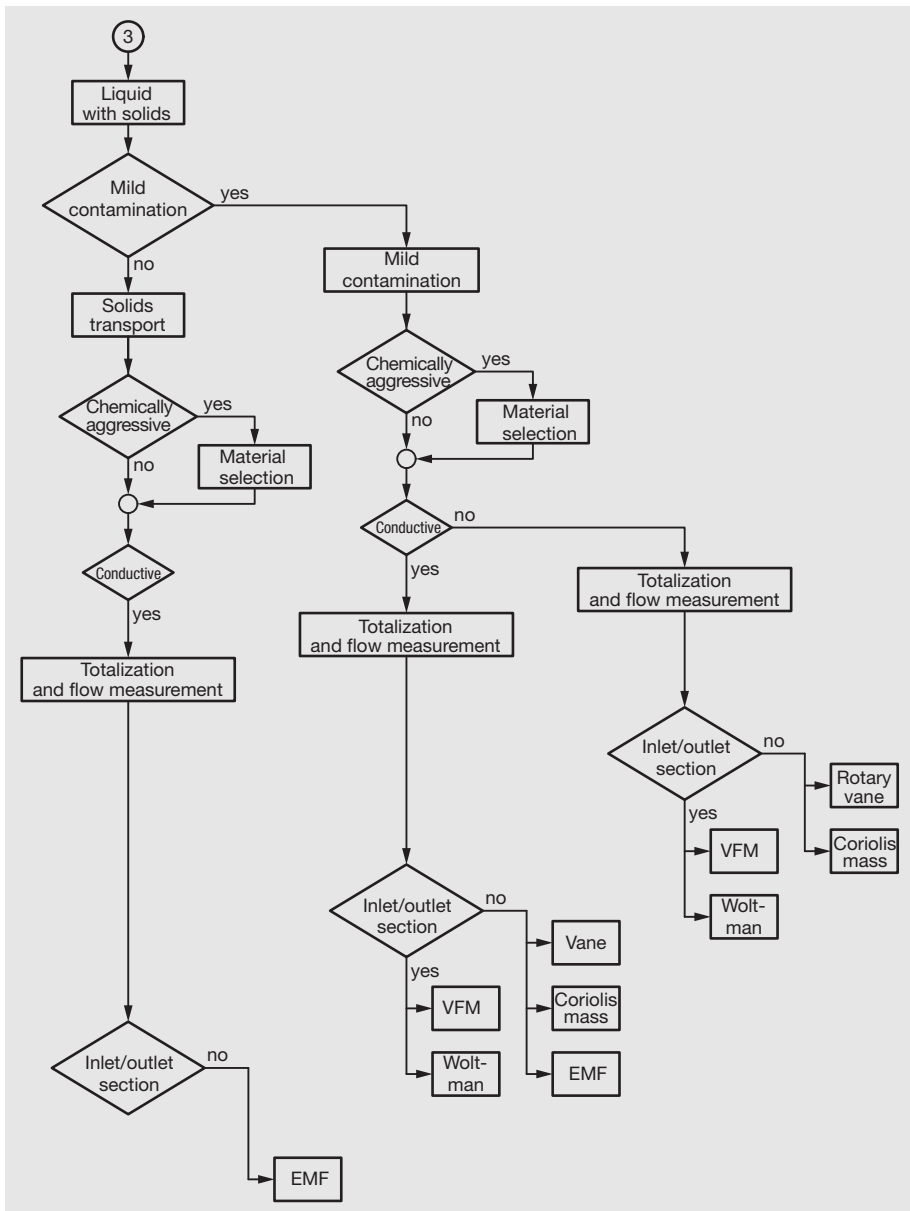 3
Liquid
with solids
Mild
contamination
yes
no
Solids
transport
Chemically
aggressive
yes
no
Material
selection
Conductive
yes
Totalization
and flow measurement
Inlet/outlet
section
no
EMF
Mild
contamination
Chemically
aggressive
yes
no
Material
selection
Conductive
no
yes
Totalization
and flow measurement
Inlet/outlet
section
no
yes
VFM
Wolt-
man
Vane
Coriolis
mass
EMF
Totalization
and flow measurement
Inlet/outlet
section
no
yes
VFM
Wolt-
man
Rotary
vane
Coriolis
mass